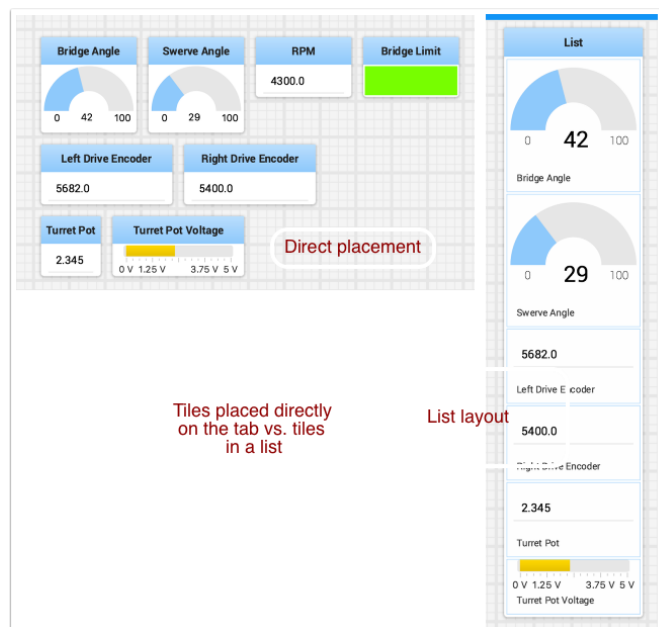 Bridge Angle
Swerve Angle
RPM
Bridge Limit
0 42 100
0 29 100
4300.0
Left Drive Encoder
Right Drive Encoder
5682.0
5400.0
Turret Pot
Turret Pot Voltage
2.345
0 V 1.25 V 3.75 V 5 V
Direct placement
Tiles placed directly
on the tab vs. tiles
in a list
List layout
List
0 42 100
Bridge Angle
0 29 100
Swerve Angle
5682.0
Left Drive Encoder
5400.0
Right Drive Encoder
2.345
Turret Pot
0 V 1.25 V 3.75 V 5 V
Turret Pot Voltage